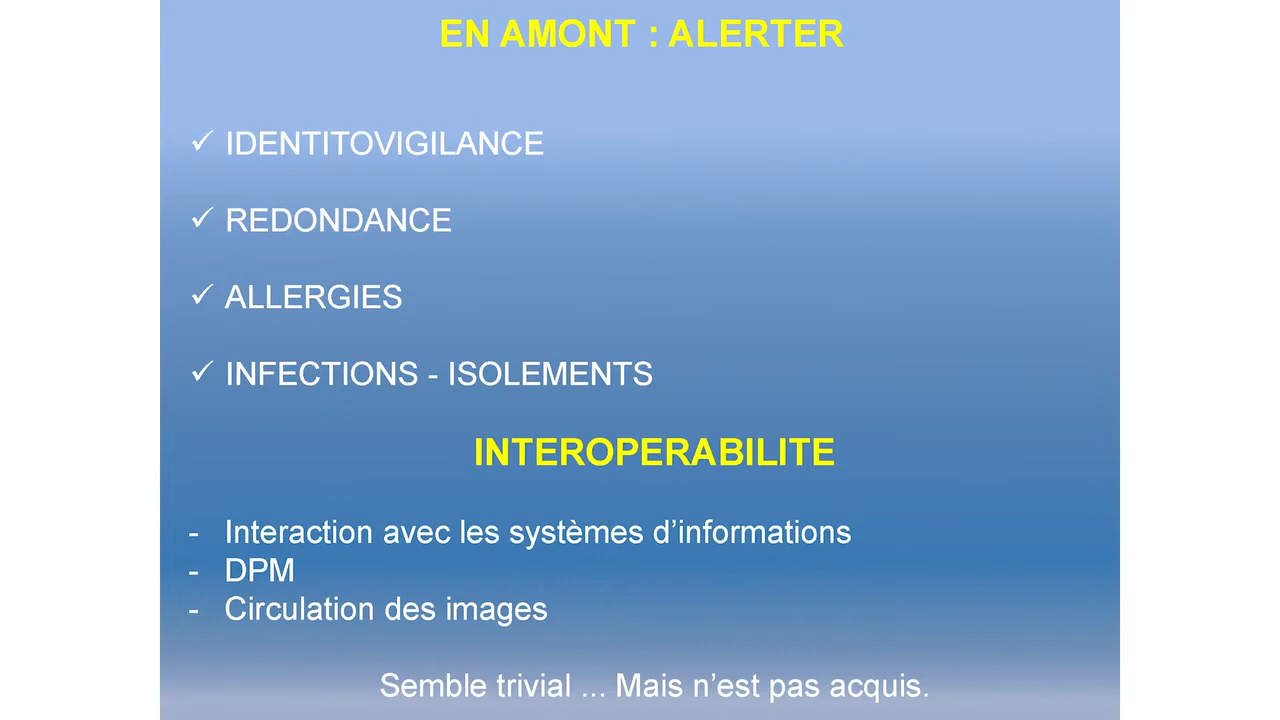 EN AMONT : ALERTER
✓ IDENTITOVIGILANCE
✓ REDONDANCE
✓ ALLERGIES
✓ INFECTIONS - ISOLEMENTS
INTEROPERABILITE
- Interaction avec les systèmes d’informations
- DPM
- Circulation des images
Semble trivial ... Mais n’est pas acquis.